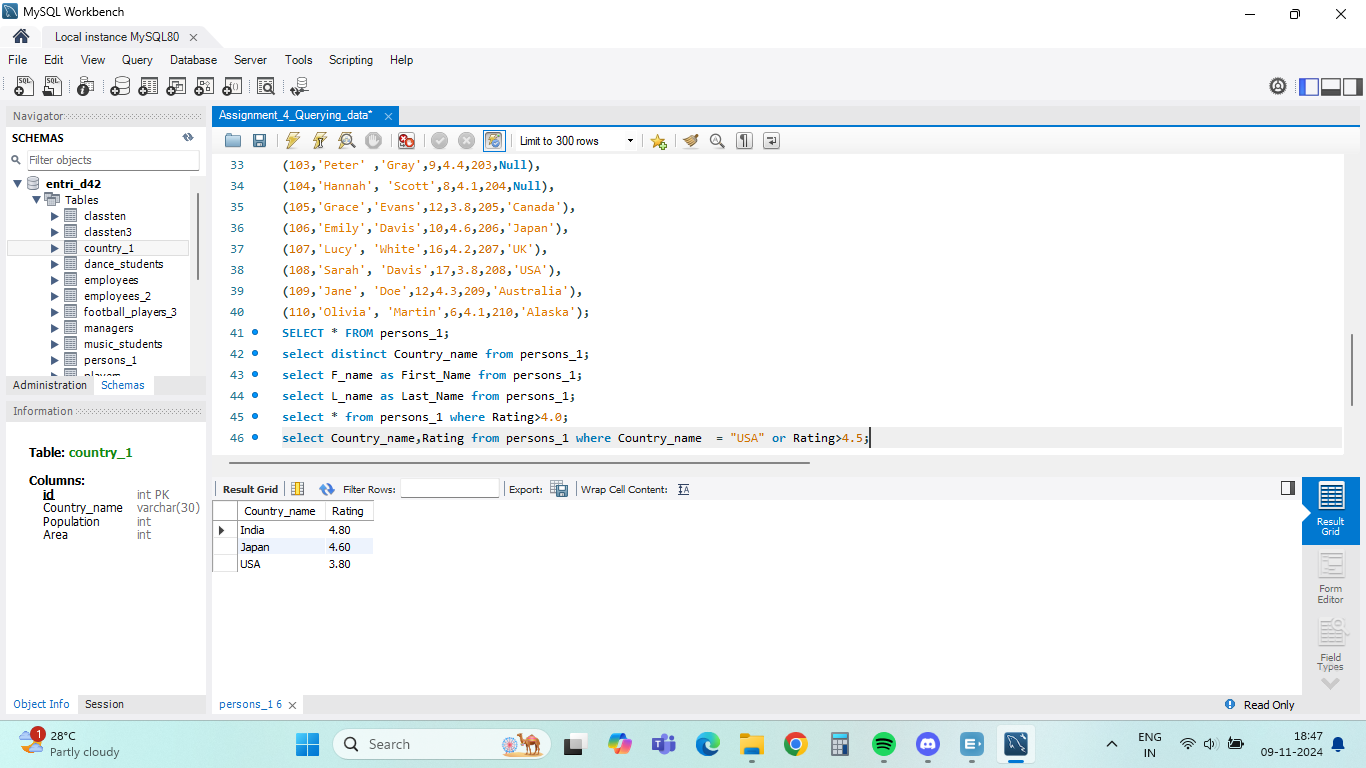 MySQL Workbench
Local instance MySQL80
File Edit View Query Database Server Tools Scripting Help
Navigator
SCHEMAS
Filter objects
entri_d42
Tables
classten
classten3
country_1
dance_students
employees
employees_2
football_players_3
managers
music_students
persons_1
players
Administration Schemas
Information
Table: country_1
Columns:
id int PK
Country_name varchar(30)
Population int
Area int
Object Info Session
Assignment_4_Querying_data*
Limit to 300 rows
33 (103,'Peter' ,'Gray',9,4.4,203,Null),
34 (104,'Hannah', 'Scott',8,4.1,204,Null),
35 (105,'Grace','Evans',12,3.8,205,'Canada'),
36 (106,'Emily','Davis',10,4.6,206,'Japan'),
37 (107,'Lucy', 'White',16,4.2,207,'UK'),
38 (108,'Sarah', 'Davis',17,3.8,208,'USA'),
39 (109,'Jane', 'Doe',12,4.3,209,'Australia'),
40 (110,'Olivia', 'Martin',6,4.1,210,'Alaska');
41 SELECT * FROM persons_1;
42 select distinct Country_name from persons_1;
43 select F_name as First_Name from persons_1;
44 select L_name as Last_Name from persons_1;
45 select * from persons_1 where Rating>4.0;
46 select Country_name,Rating from persons_1 where Country_name  = "USA" or Rating>4.5;
Result Grid Filter Rows: Export: Wrap Cell Content:
Country_name Rating
India 4.80
Japan 4.60
USA 3.80
Result Grid
Form Editor
Field Types
persons_1 6
Read Only
1
28°C
Partly cloudy
Search
ENG
IN
18:47
09-11-2024